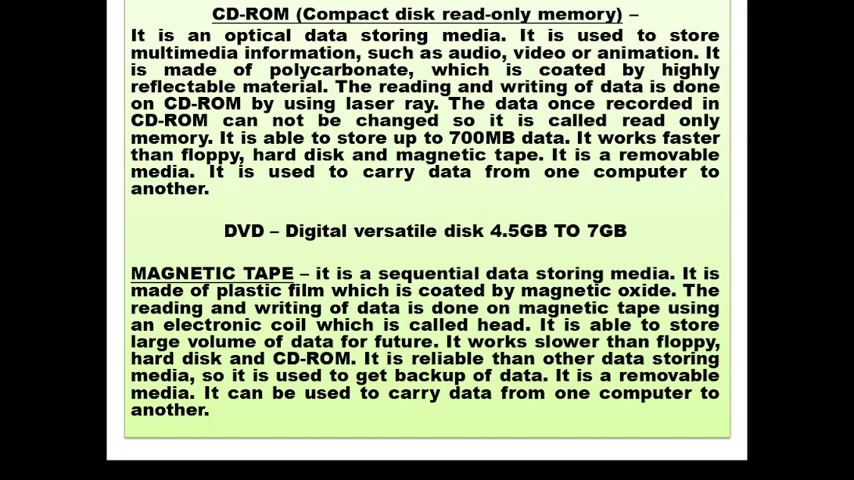 CD-ROM (Compact disk read-only memory) –
It is an optical data storing media. It is used to store
multimedia information, such as audio, video or animation. It
is made of polycarbonate, which is coated by highly
reflectable material. The reading and writing of data is done
on CD-ROM by using laser ray. The data once recorded in
CD-ROM can not be changed so it is called read only
memory. It is able to store up to 700MB data. It works faster
than floppy, hard disk and magnetic tape. It is a removable
media. It is used to carry data from one computer to
another.
DVD – Digital versatile disk 4.5GB TO 7GB
MAGNETIC TAPE – it is a sequential data storing media. It is
made of plastic film which is coated by magnetic oxide. The
reading and writing of data is done on magnetic tape using
an electronic coil which is called head. It is able to store
large volume of data for future. It works slower than floppy,
hard disk and CD-ROM. It is reliable than other data storing
media, so it is used to get backup of data. It is a removable
media. It can be used to carry data from one computer to
another.